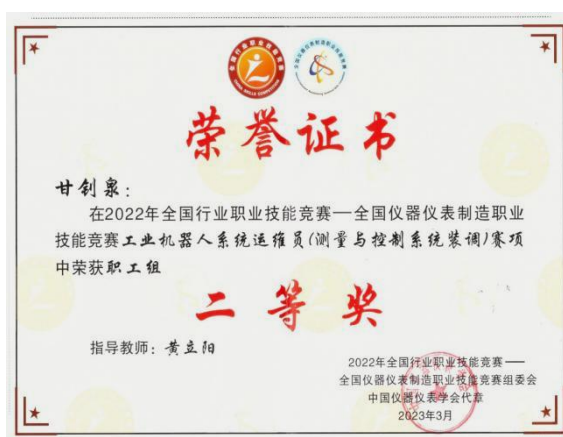 荣誉证书
甘钊泉：
在2022年全国行业职业技能竞赛—全国仪器仪表制造职业
技能竞赛工业机器人系统运维员(测量与控制系统装调)赛项
中荣获职工组
二等奖
指导教师：黄立阳
2022年全国行业职业技能竞赛——
全国仪器仪表制造职业技能竞赛组委会
中国仪器仪表学会代章
2023年3月